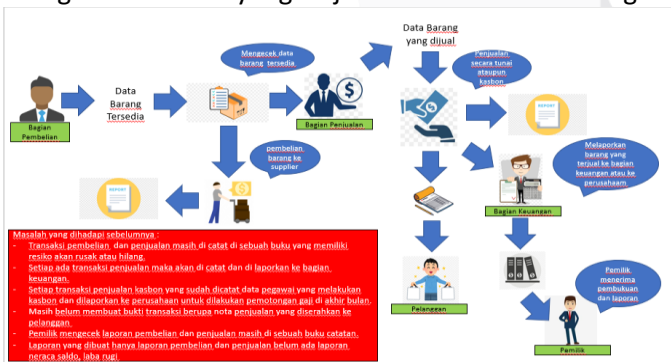 Data Barang
yang dijual
Mengecek data
barang tersedia
Penjualan
secara tunai
ataupun
kasbon
Data
Barang
Tersedia
REPORT
Bagian
Pembelian
Bagian Penjualan
pembelian
barang ke
supplier
Melaporkan
barang yang
terjual ke bagian
keuangan atau ke
perusahaam
REPORT
Bagian Keuangan
Masalah yang dihadapi sebelumnya :
- Transaksi pembelian dan penjualan masih di catat di sebuah buku yang memiliki
resiko akan rusak atau hilang.
- Setiap ada transaksi penjualan maka akan di catat dan di laporkan ke bagian
keuangan.
- Setiap transaksi penjualan kasbon yang sudah dicatat data pegawai yang melakukan
kasbon dan dilaporkan ke perusahaan untuk dilakukan pemotongan gaji di akhir bulan.
- Masih belum membuat bukti transaksi berupa nota penjualan yang diserahkan ke
pelanggan.
- Pemilik mengecek laporan pembelian dan penjualan masih di sebuah buku catatan.
- Laporan yang dibuat hanya laporan pembelian dan penjualan belum ada laporan
neraca saldo, laba rugi
Pelanggan
Pemilik
menerima
pembukuan
dan laporan
Pemilik